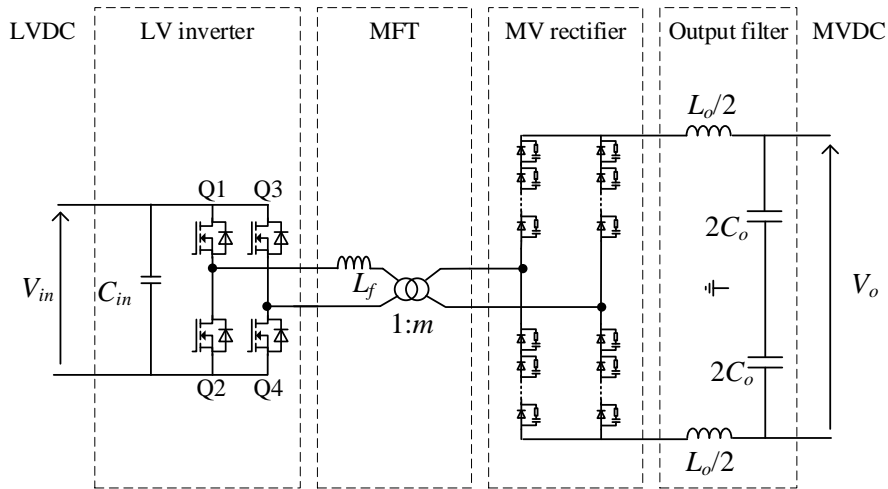 LVDC LV inverter MFT MV rectifier Output filter MVDC
Lo/2
Q1 Q3
2Co
Vin Cin Lf Vo
1:m
2Co
Q2 Q4
Lo/2